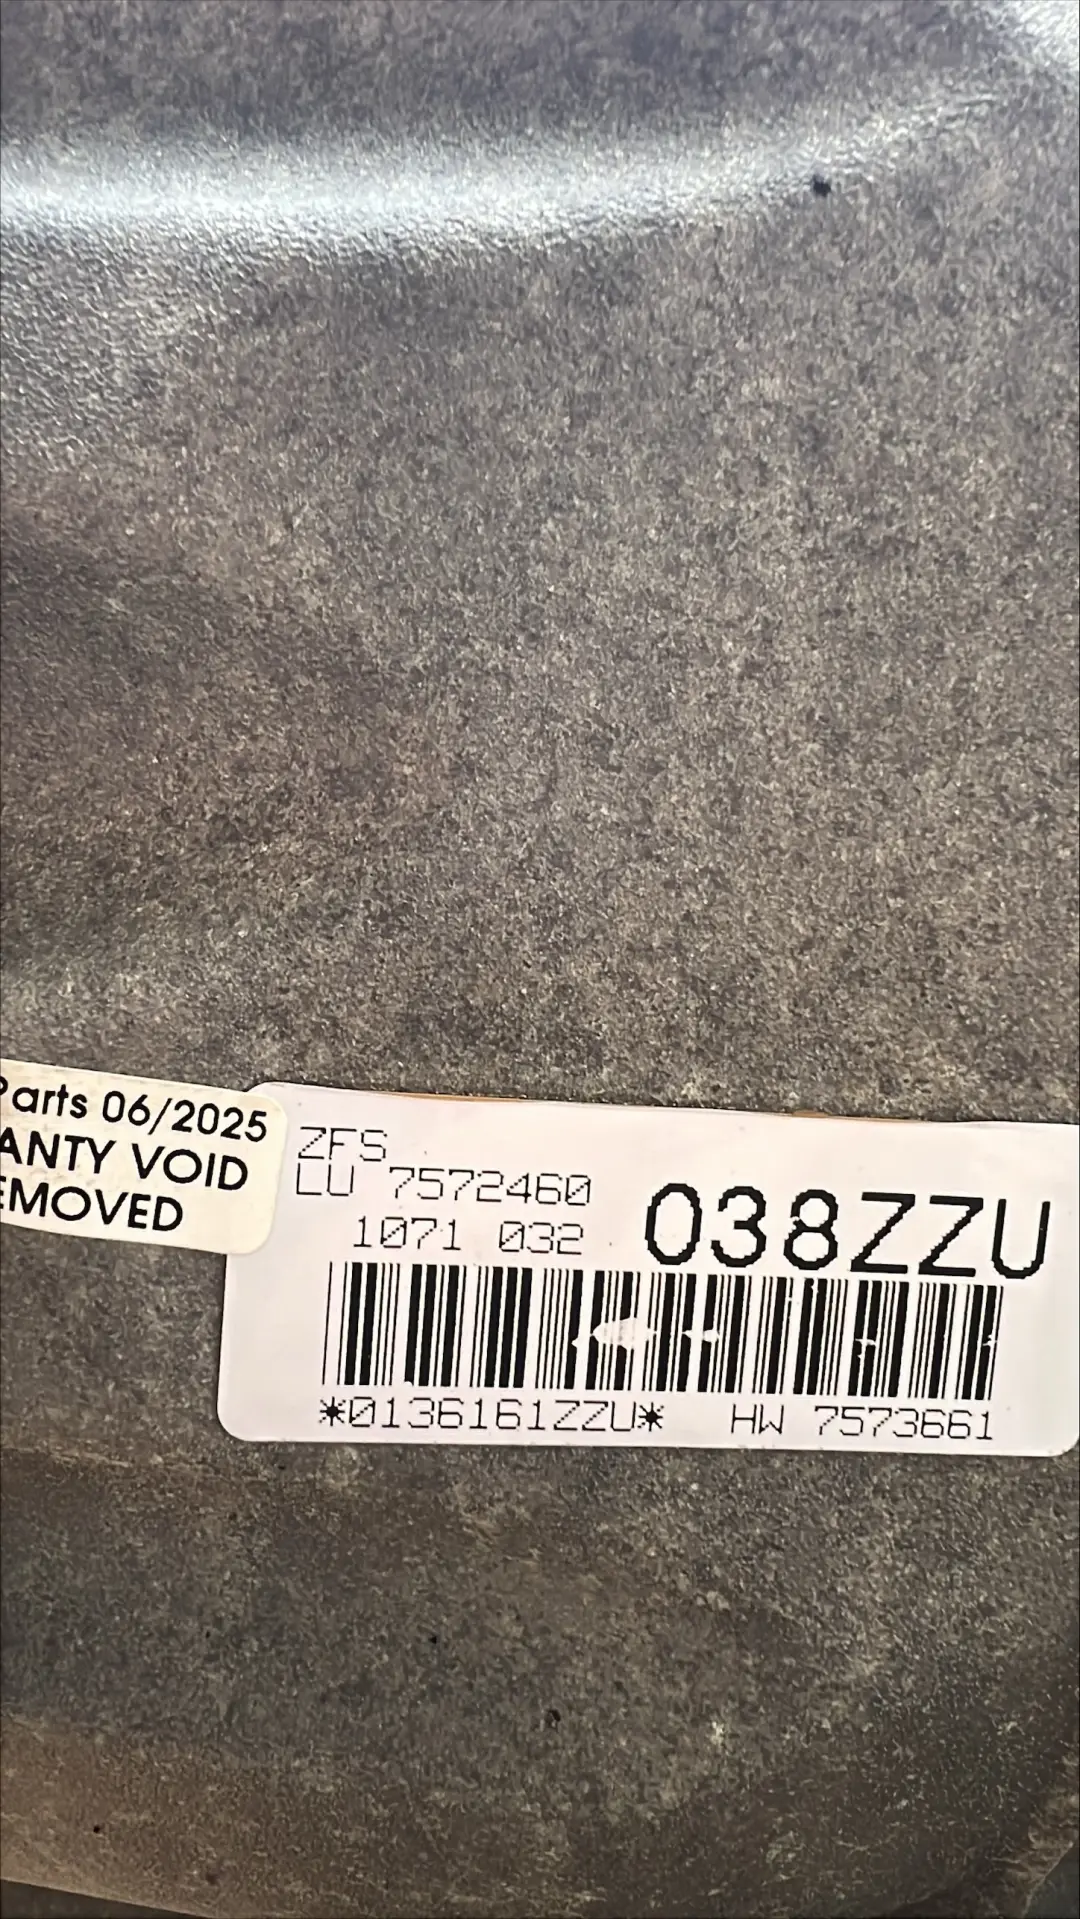 Parts 06/2025
ANTY VOID
EMOVED
ZFS
LU 7572460
1071 032
038ZZU
*0136161ZZU* HW 7573661